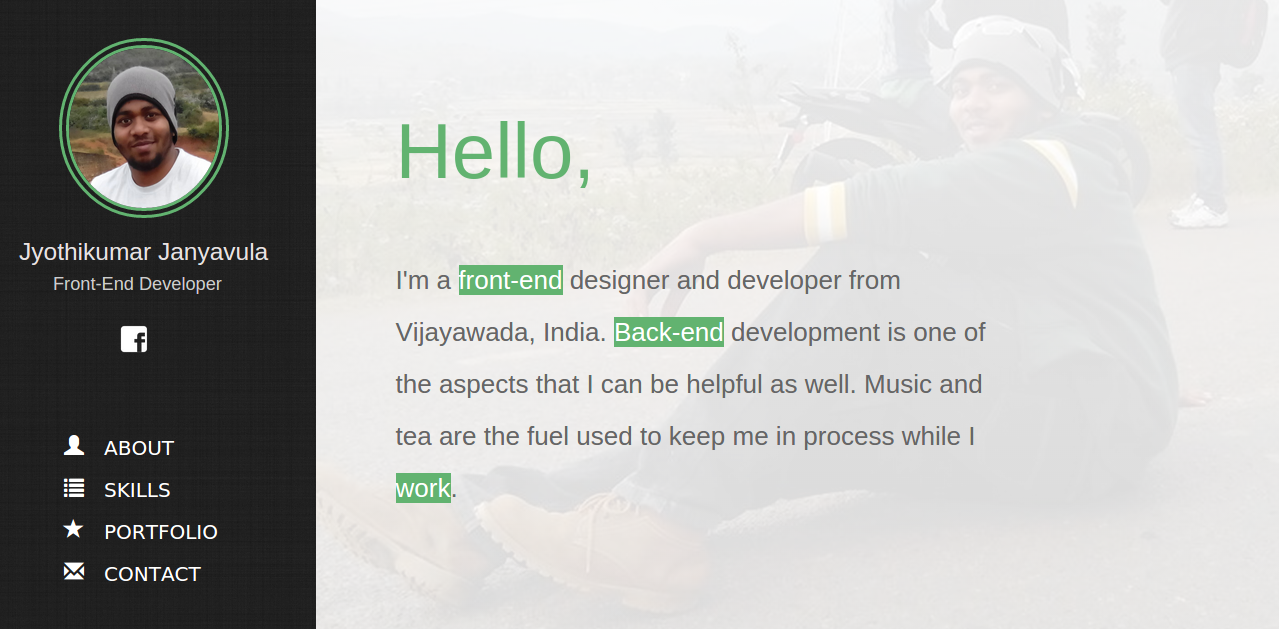 Jyothikumar Janyavula
Front-End Developer
ABOUT
SKILLS
PORTFOLIO
CONTACT
Hello,
I'm a front-end designer and developer from
Vijayawada, India. Back-end development is one of
the aspects that I can be helpful as well. Music and
tea are the fuel used to keep me in process while I
work.